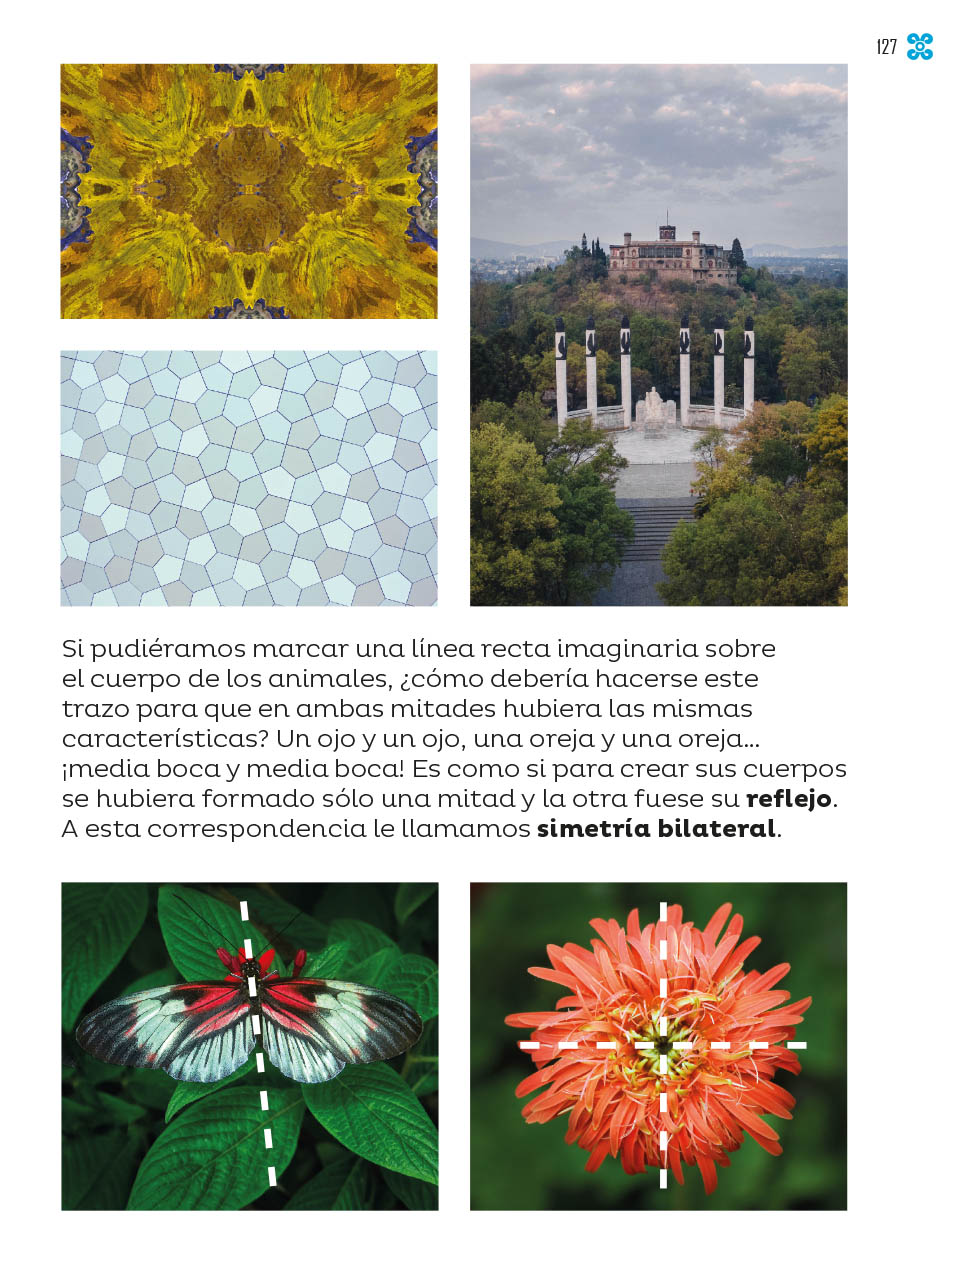 127
Si pudiéramos marcar una línea recta imaginaria sobre
el cuerpo de los animales, ¿cómo debería hacerse este
trazo para que en ambas mitades hubiera las mismas
características? Un ojo y un ojo, una oreja y una oreja...
¡media boca y media boca! Es como si para crear sus cuerpos
se hubiera formado sólo una mitad y la otra fuese su reflejo.
A esta correspondencia le llamamos simetría bilateral.